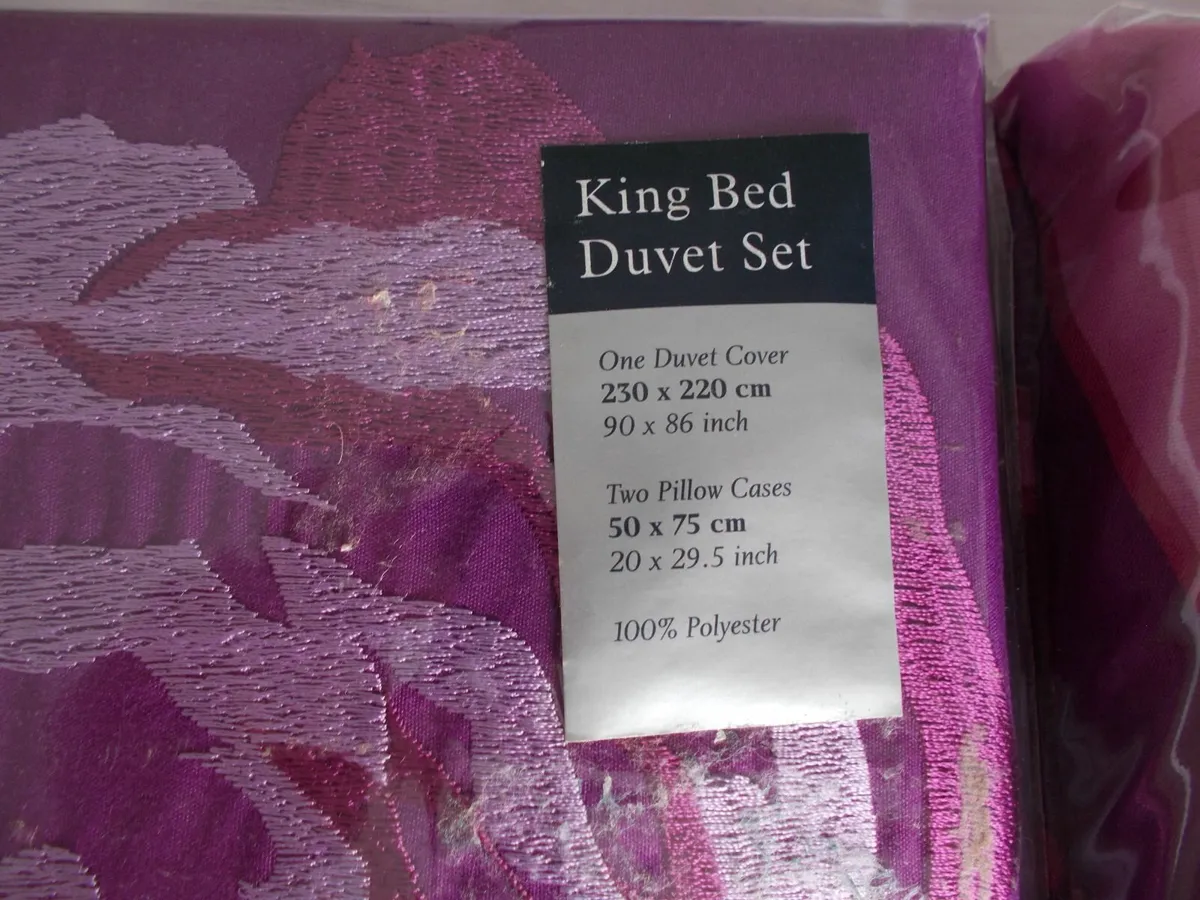 King Bed
Duvet Set
One Duvet Cover
230 x 220 cm
90 x 86 inch
Two Pillow Cases
50 x 75 cm
20 x 29.5 inch
100% Polyester